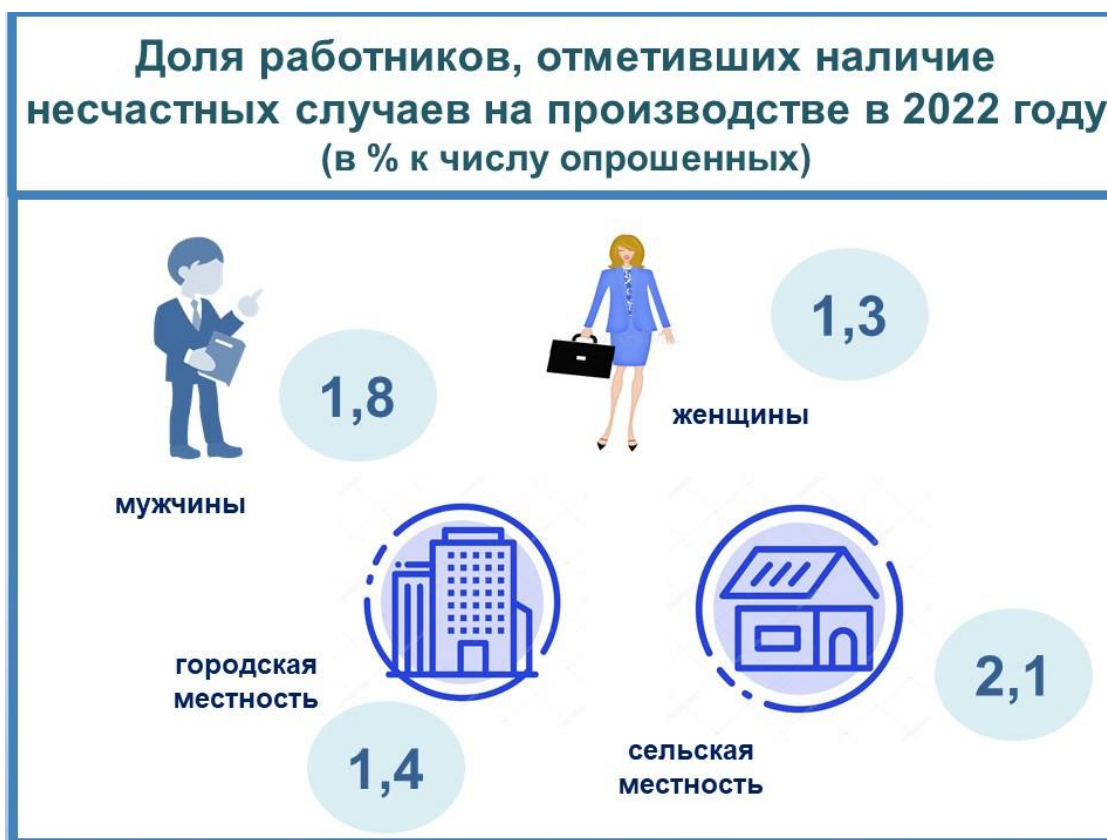 Доля работников, отметивших наличие
несчастных случаев на производстве в 2022 году
(в % к числу опрошенных)
1,8
мужчины
1,3
женщины
городская
местность
1,4
2,1
сельская
местность